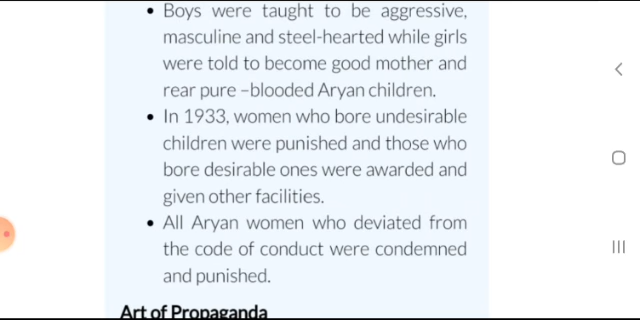 • Boys were taught to be aggressive,
masculine and steel-hearted while girls
were told to become good mother and
rear pure –blooded Aryan children.
• In 1933, women who bore undesirable
children were punished and those who
bore desirable ones were awarded and
given other facilities.
• All Aryan women who deviated from
the code of conduct were condemned
and punished.
Art of Propaganda